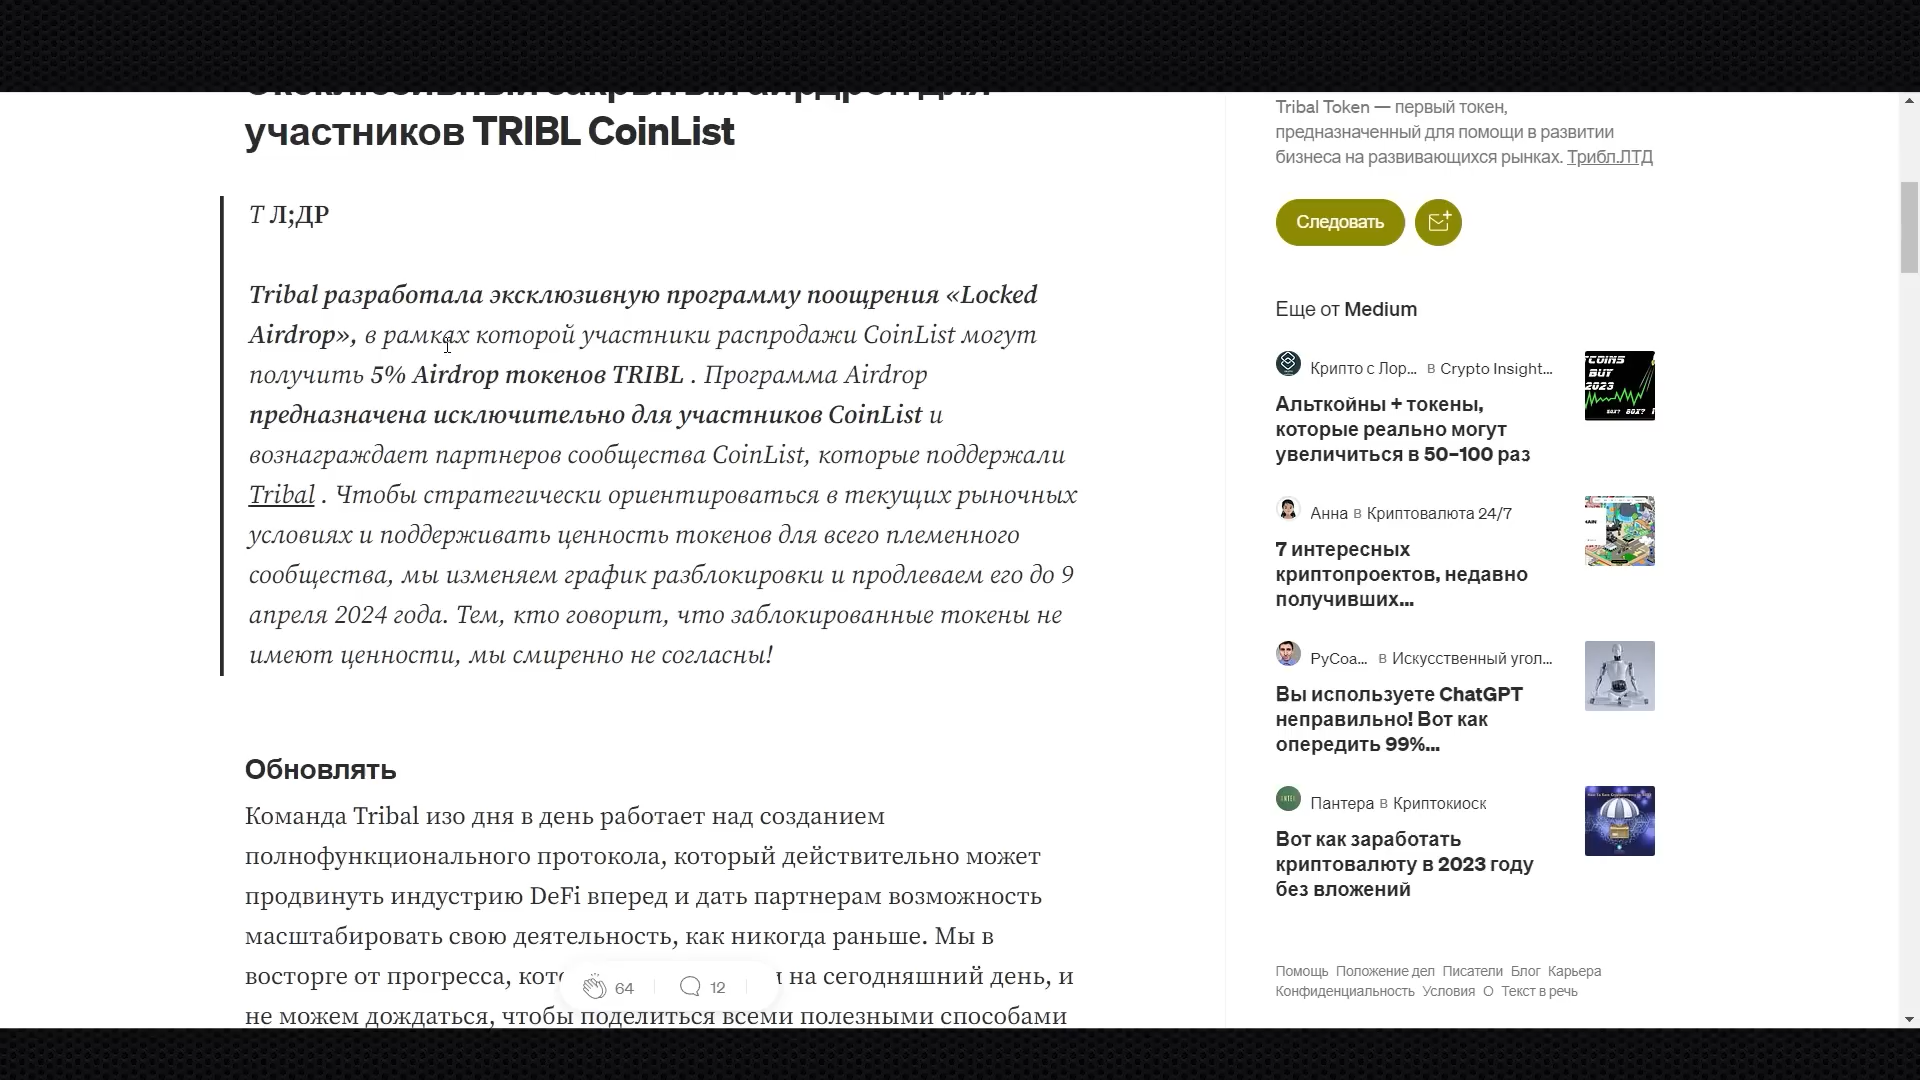 участников TRIBL CoinList
Т Л;ДР
Tribal разработала эксклюзивную программу поощрения «Locked
Airdrop», в рамках которой участники распродажи CoinList могут
получить 5% Airdrop токенов TRIBL . Программа Airdrop
предназначена исключительно для участников CoinList и
вознаграждает партнеров сообщества CoinList, которые поддержали
Tribal . Чтобы стратегически ориентироваться в текущих рыночных
условиях и поддерживать ценность токенов для всего племенного
сообщества, мы изменяем график разблокировки и продлеваем его до 9
апреля 2024 года. Тем, кто говорит, что заблокированные токены не
имеют ценности, мы смиренно не согласны!
Обновлять
Команда Tribal изо дня в день работает над созданием
полнофункционального протокола, который действительно может
продвинуть индустрию DeFi вперед и дать партнерам возможность
масштабировать свою деятельность, как никогда раньше. Мы в
восторге от прогресса, на сегодняшний день, и
не можем дождаться, чтобы поделиться всеми полезными способами
64
12
Tribal Token — первый токен,
предназначенный для помощи в развитии
бизнеса на развивающихся рынках. Трибл.ЛТД
Следовать
Еще от Medium
Крипто с Лор... в Crypto Insight...
Альткойны + токены,
которые реально могут
увеличиться в 50–100 раз
Анна в Криптовалюта 24/7
7 интересных
криптопроектов, недавно
получивших...
РуСоа... в Искусственный угол...
Вы используете ChatGPT
неправильно! Вот как
опередить 99%...
Пантера в Криптокиоск
Вот как заработать
криптовалюту в 2023 году
без вложений
Помощь Положение дел Писатели Блог Карьера
Конфиденциальность Условия О Текст в речь